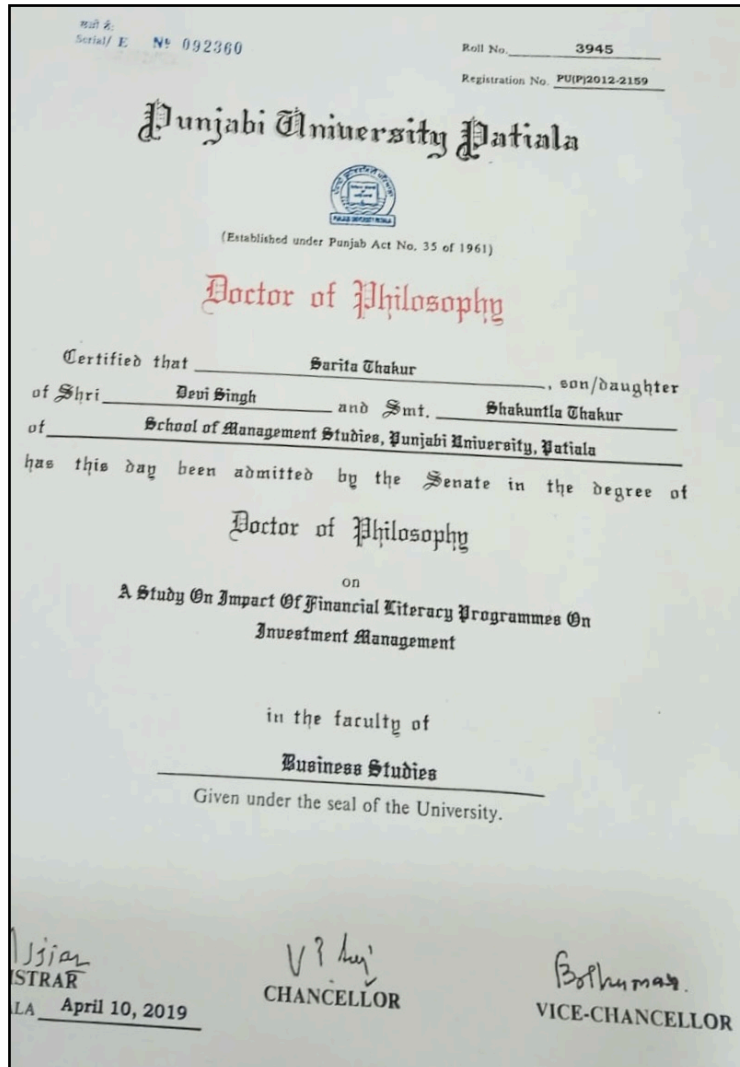 Serial/ E Nº 092360
Roll No. 3945
Registration No. PU(P)2012-2159
Punjabi University Patiala
PUNJABI UNIVERSITY PATIALA
(Established under Punjab Act No. 35 of 1961)
Doctor of Philosophy
Certified that Sarita Thakur, son/daughter
of Shri Devi Singh and Smt. Shakuntla Thakur
of School of Management Studies, Punjabi University, Patiala
has this day been admitted by the Senate in the degree of
Doctor of Philosophy
on
A Study On Impact Of Financial Literacy Programmes On
Investment Management
in the faculty of
Business Studies
Given under the seal of the University.
ISTRAR
CHANCELLOR
VICE-CHANCELLOR
LA April 10, 2019